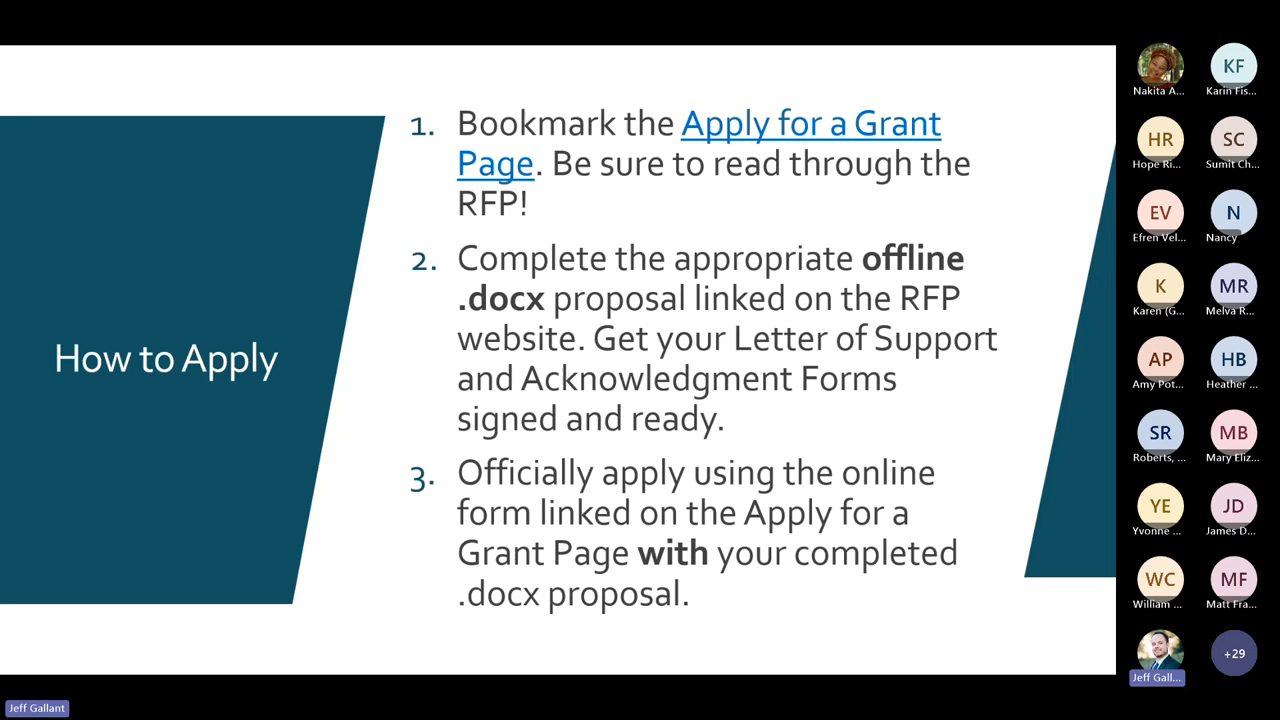 How to Apply
1. Bookmark the Apply for a Grant
Page. Be sure to read through the
RFP!
2. Complete the appropriate offline
.docx proposal linked on the RFP
website. Get your Letter of Support
and Acknowledgment Forms
signed and ready.
3. Officially apply using the online
form linked on the Apply for a
Grant Page with your completed
.docx proposal.
Nakita A...
KF
Karin Fis...
HR
Hope Ri...
SC
Sumit Ch...
EV
Efren Vel...
N
Nancy
K
Karen (G...
MR
Melva R...
AP
Amy Pot...
HB
Heather ...
SR
Roberts, ...
MB
Mary Eliz...
YE
Yvonne ...
JD
James D...
WC
William ...
MF
Matt Fra...
Jeff Gall...
+29
Jeff Gallant